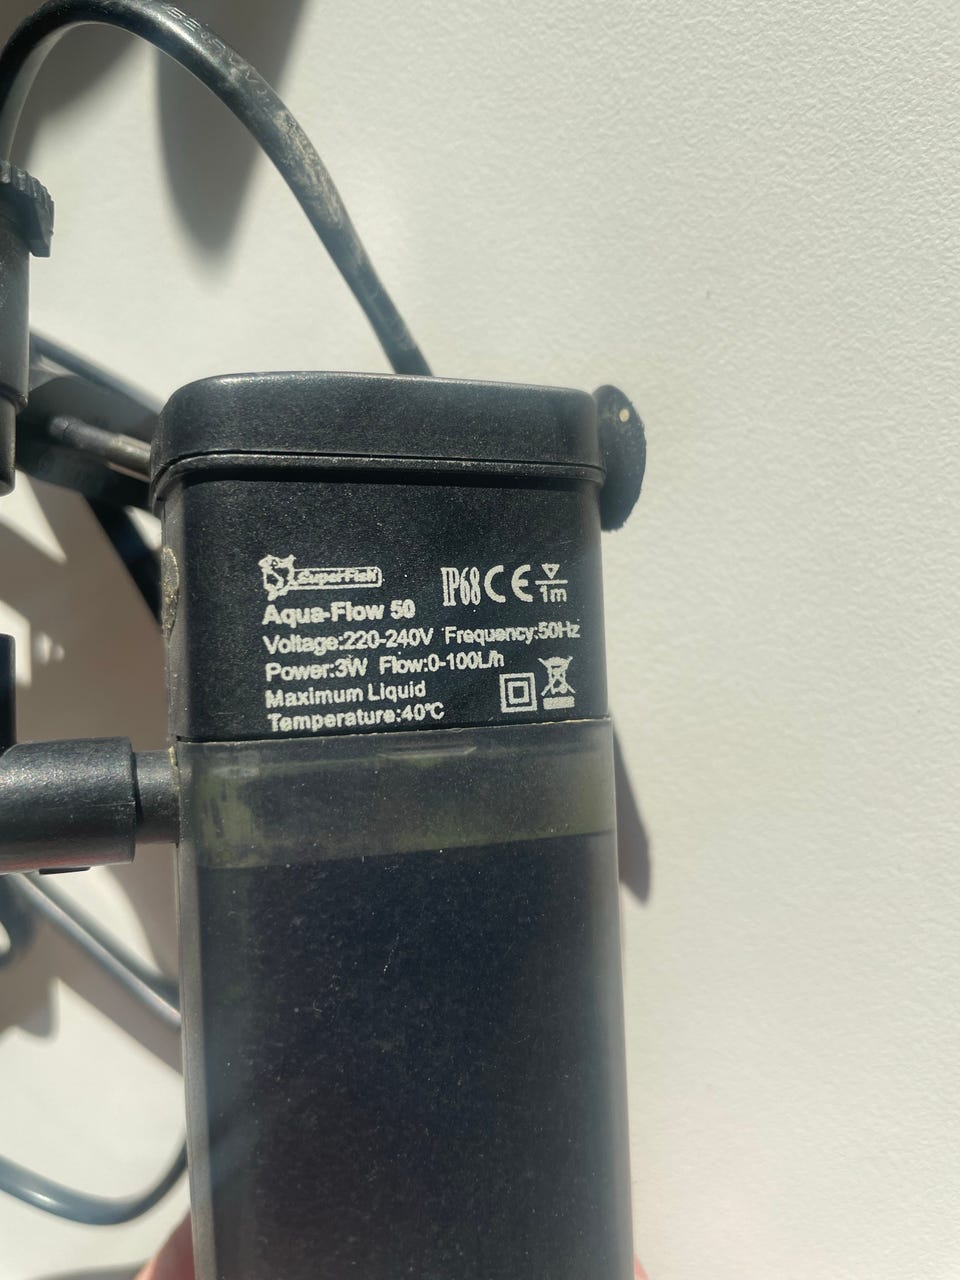 SuperFish
IP68 CE 1m
Aqua-Flow 50
Voltage:220-240V Frequency:50Hz
Power:3W Flow:0-100L/h
Maximum Liquid
Temperature:40℃